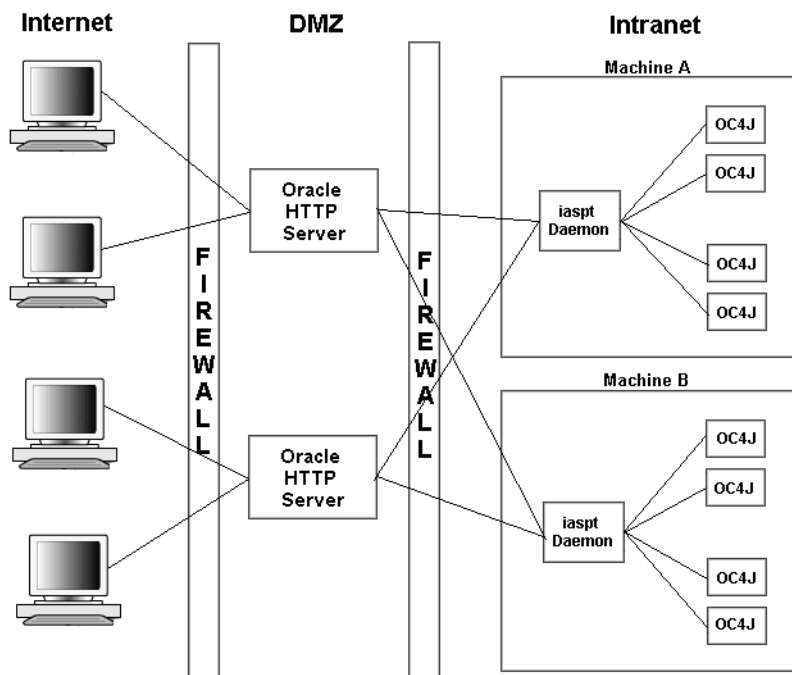 Internet
DMZ
Intranet
Machine A
OC4J
OC4J
Oracle
HTTP
Server
iaspt
Daemon
OC4J
OC4J
FIREWALL
FIREWALL
Machine B
OC4J
OC4J
Oracle
HTTP
Server
iaspt
Daemon
OC4J
OC4J